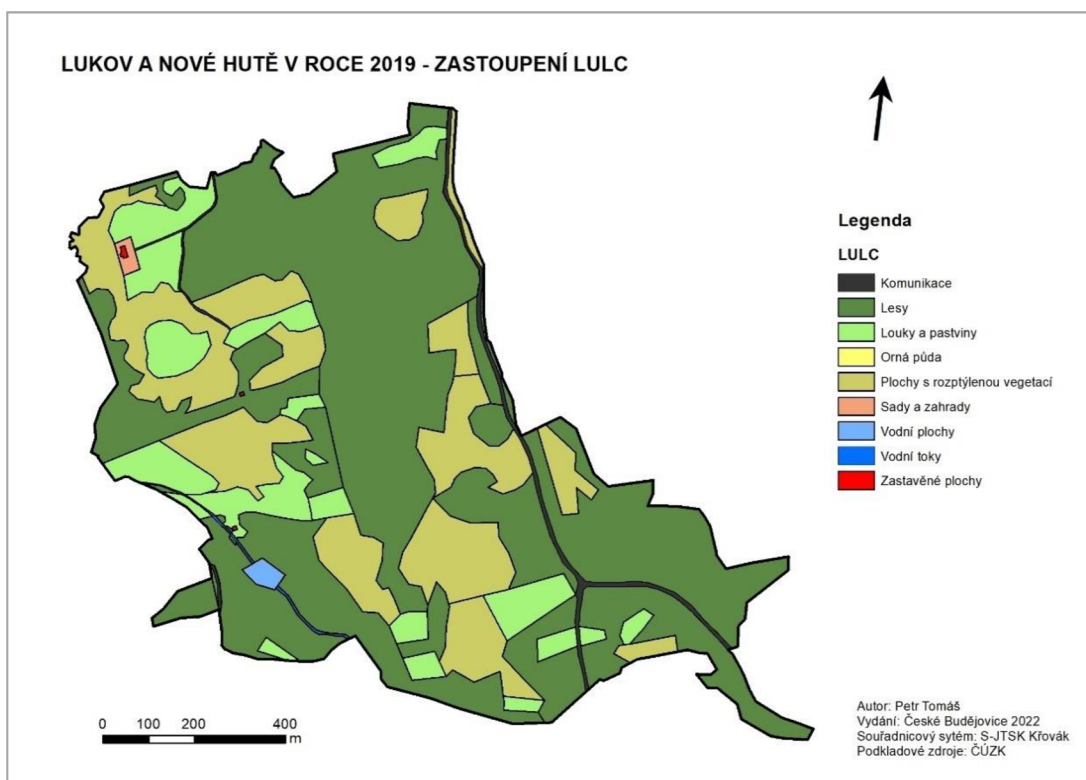 LUKOV A NOVÉ HUTĚ V ROCE 2019 - ZASTOUPENÍ LULC
Legenda
LULC
Komunikace
Lesy
Louky a pastviny
Orná půda
Plochy s rozptýlenou vegetací
Sady a zahrady
Vodní plochy
Vodní toky
Zastavěné plochy
0 100 200 400
m
Autor: Petr Tomáš
Vydání: České Budějovice 2022
Souřadnicový sytém: S-JTSK Křovák
Podkladové zdroje: ČÚZK